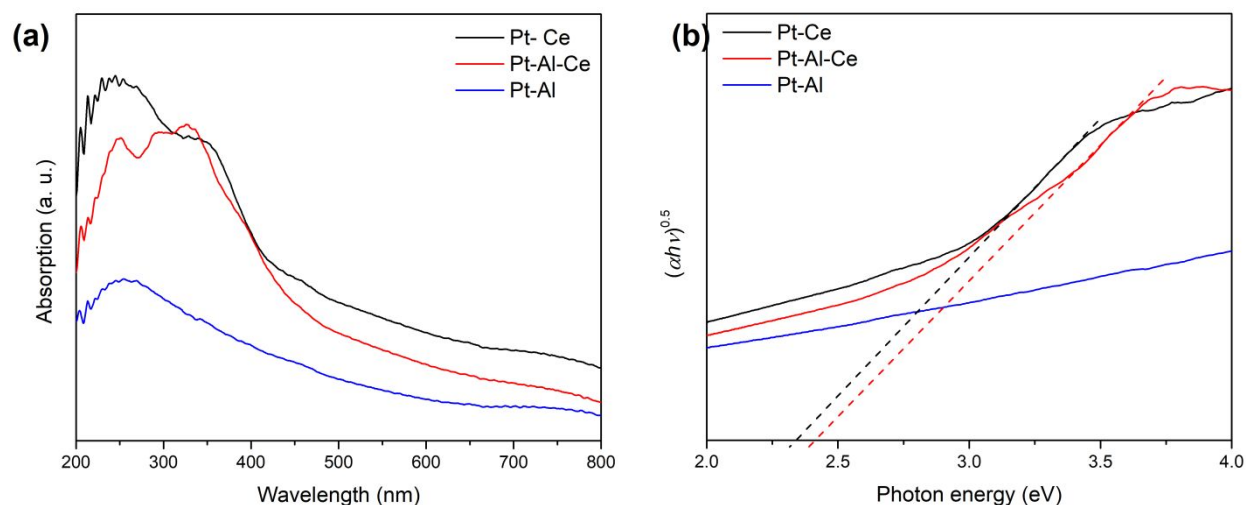 (a)
Pt- Ce
Pt-Al-Ce
Pt-Al
Absorption (a. u.)
200 300 400 500 600 700 800
Wavelength (nm)
(b)
Pt-Ce
Pt-Al-Ce
Pt-Al
(αhν)^0.5
2.0 2.5 3.0 3.5 4.0
Photon energy (eV)